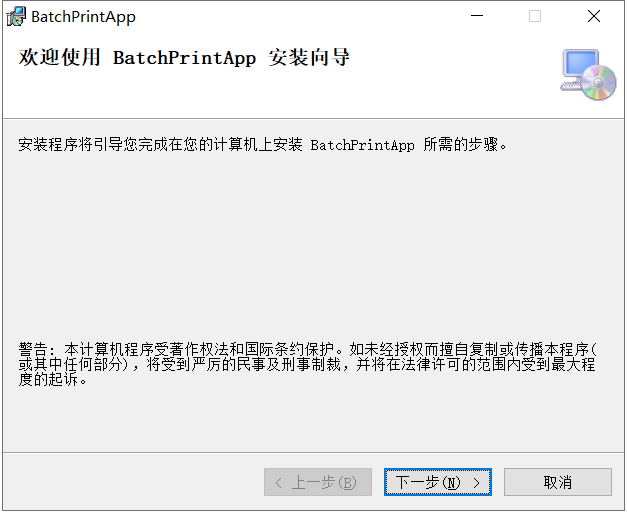 BatchPrintApp
欢迎使用 BatchPrintApp 安装向导
安装程序将引导您完成在您的计算机上安装 BatchPrintApp 所需的步骤。
警告: 本计算机程序受著作权法和国际条约保护。如未经授权而擅自复制或传播本程序(
或其中任何部分)，将受到严厉的民事及刑事制裁，并将在法律许可的范围内受到最大程
度的起诉。
< 上一步(B)
下一步(N) >
取消